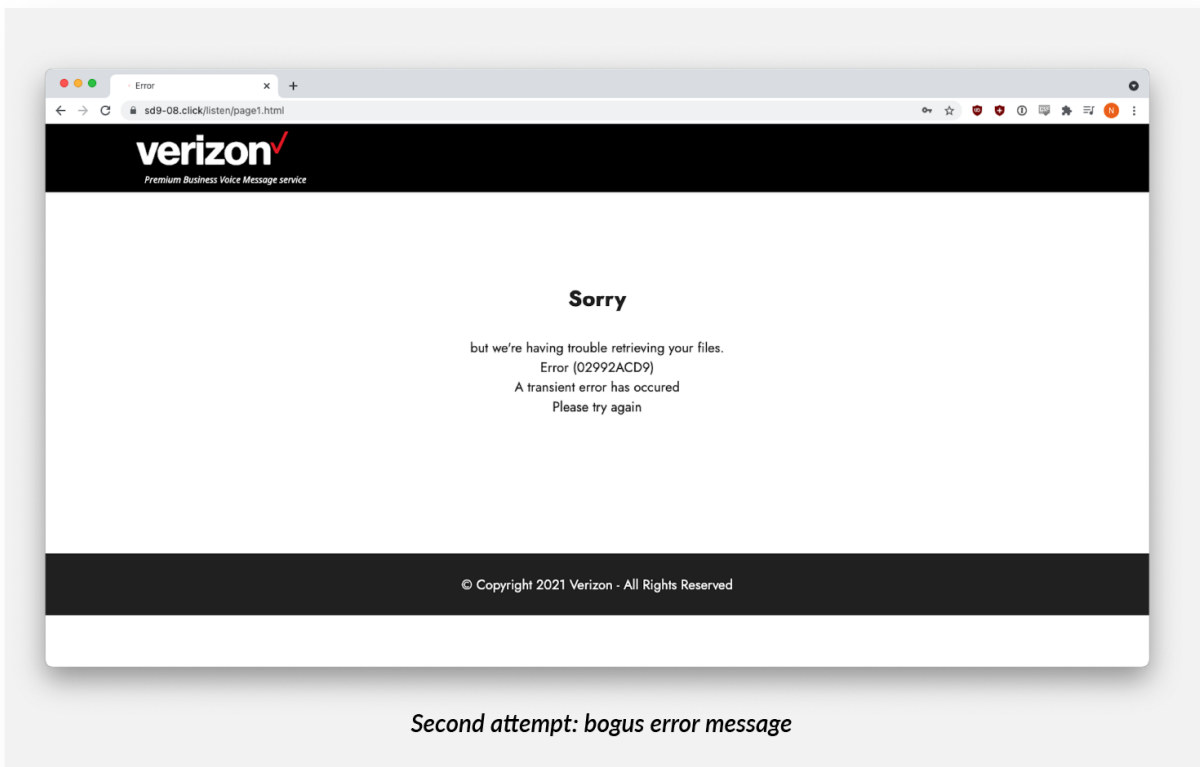 Error
sd9-08.click/listen/page1.html
N
verizon
Premium Business Voice Message service
Sorry
but we're having trouble retrieving your files.
Error (02992ACD9)
A transient error has occured
Please try again
© Copyright 2021 Verizon - All Rights Reserved
Second attempt: bogus error message